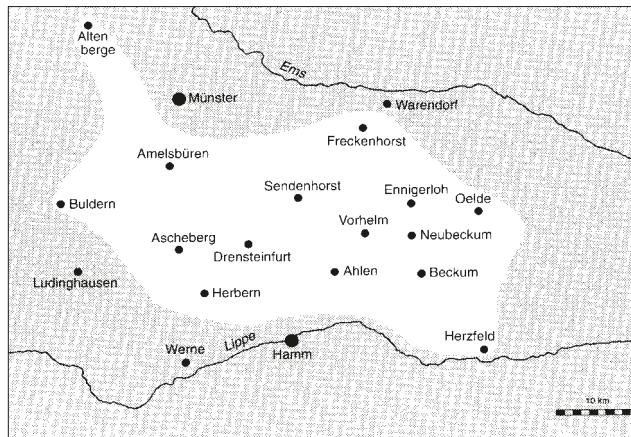 Alten
berge
Ems
Münster
Warendorf
Freckenhorst
Amelsbüren
Sendenhorst
Ennigerloh
Oelde
Buldern
Vorhelm
Neubeckum
Ascheberg
Drensteinfurt
Ludinghausen
Ahlen
Beckum
Herbern
Lippe
Werne
Hamm
Herzfeld
10 km